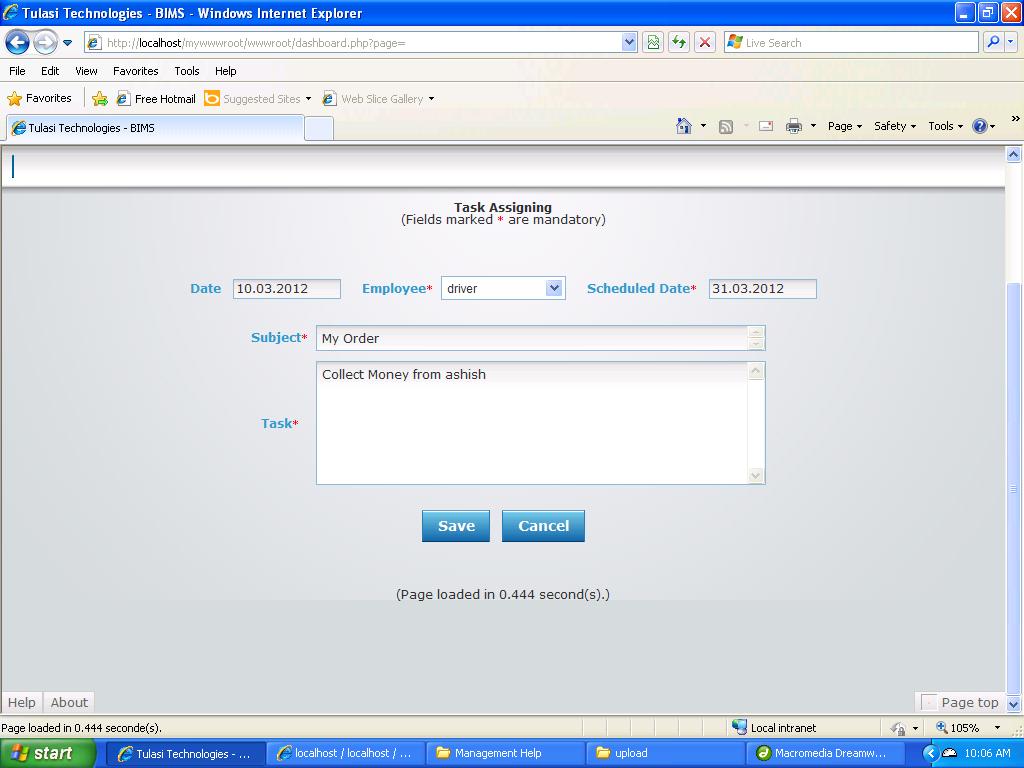 Tulasi Technologies - BIMS - Windows Internet Explorer
http://localhost/mywwwroot/wwwroot/dashboard.php?page=
Live Search
File Edit View Favorites Tools Help
Favorites Free Hotmail Suggested Sites Web Slice Gallery
Tulasi Technologies - BIMS
Page Safety Tools »
Task Assigning
(Fields marked * are mandatory)
Date 10.03.2012 Employee* driver Scheduled Date* 31.03.2012
Subject* My Order
Collect Money from ashish
Task*
Save Cancel
(Page loaded in 0.444 second(s).)
Help About Page top
Page loaded in 0.444 seconde(s). Local intranet 105%
start Tulasi Technologies - ... localhost / localhost / ... Management Help upload Macromedia Dreamw... 10:06 AM